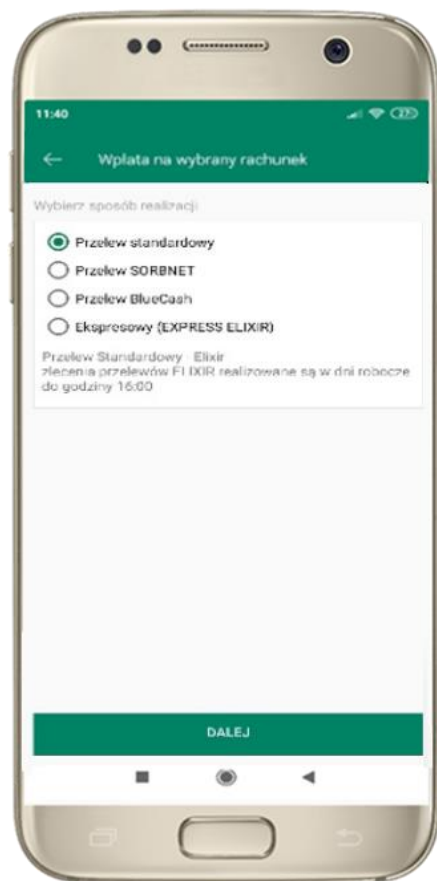 11:40
27
Wpłata na wybrany rachunek
Wybierz sposób realizacji
Przelew standardowy
Przelew SORBNET
Przelew BlueCash
Ekspresowy (EXPRESS ELIXIR)
Przelew Standardowy - Elixir
zlecenia przelewów ELIXIR realizowane są w dni robocze
do godziny 16:00
DALEJ